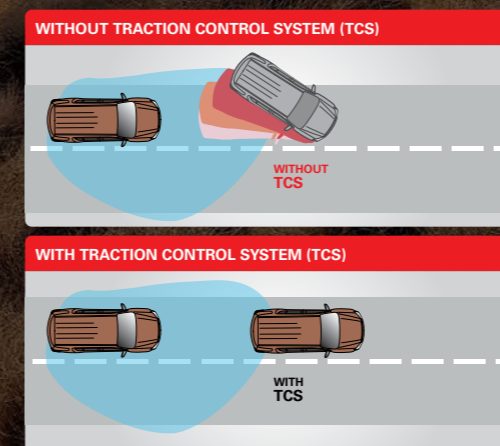 WITHOUT TRACTION CONTROL SYSTEM (TCS)
WITHOUT
TCS
WITH TRACTION CONTROL SYSTEM (TCS)
WITH
TCS